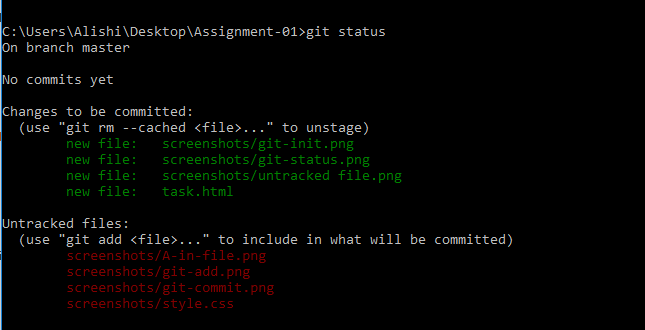 C:\Users\Alishi\Desktop\Assignment-01>git status
On branch master
No commits yet
Changes to be committed:
(use "git rm --cached <file>..." to unstage)
new file:   screenshots/git-init.png
new file:   screenshots/git-status.png
new file:   screenshots/untracked file.png
new file:   task.html
Untracked files:
(use "git add <file>..." to include in what will be committed)
screenshots/A-in-file.png
screenshots/git-add.png
screenshots/git-commit.png
screenshots/style.css